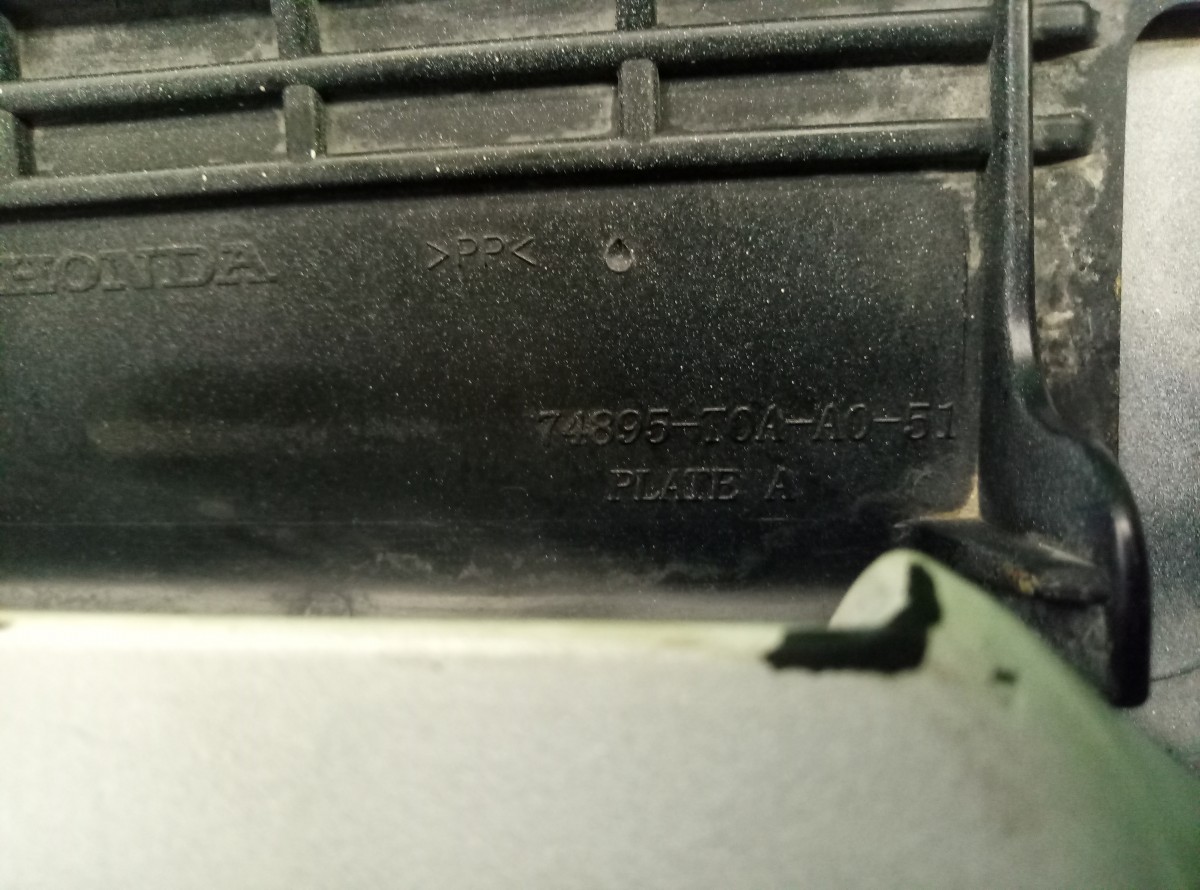 HONDA >PP<
74895-T0A-A0-51
PLATE A